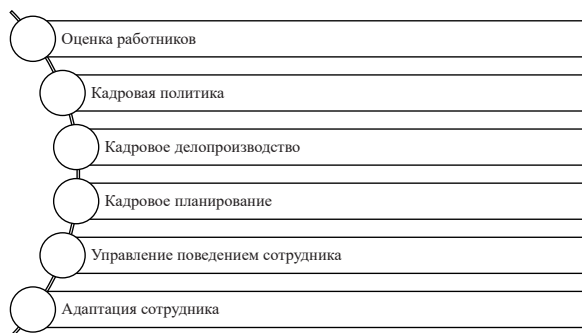 Оценка работников
Кадровая политика
Кадровое делопроизводство
Кадровое планирование
Управление поведением сотрудника
Адаптация сотрудника